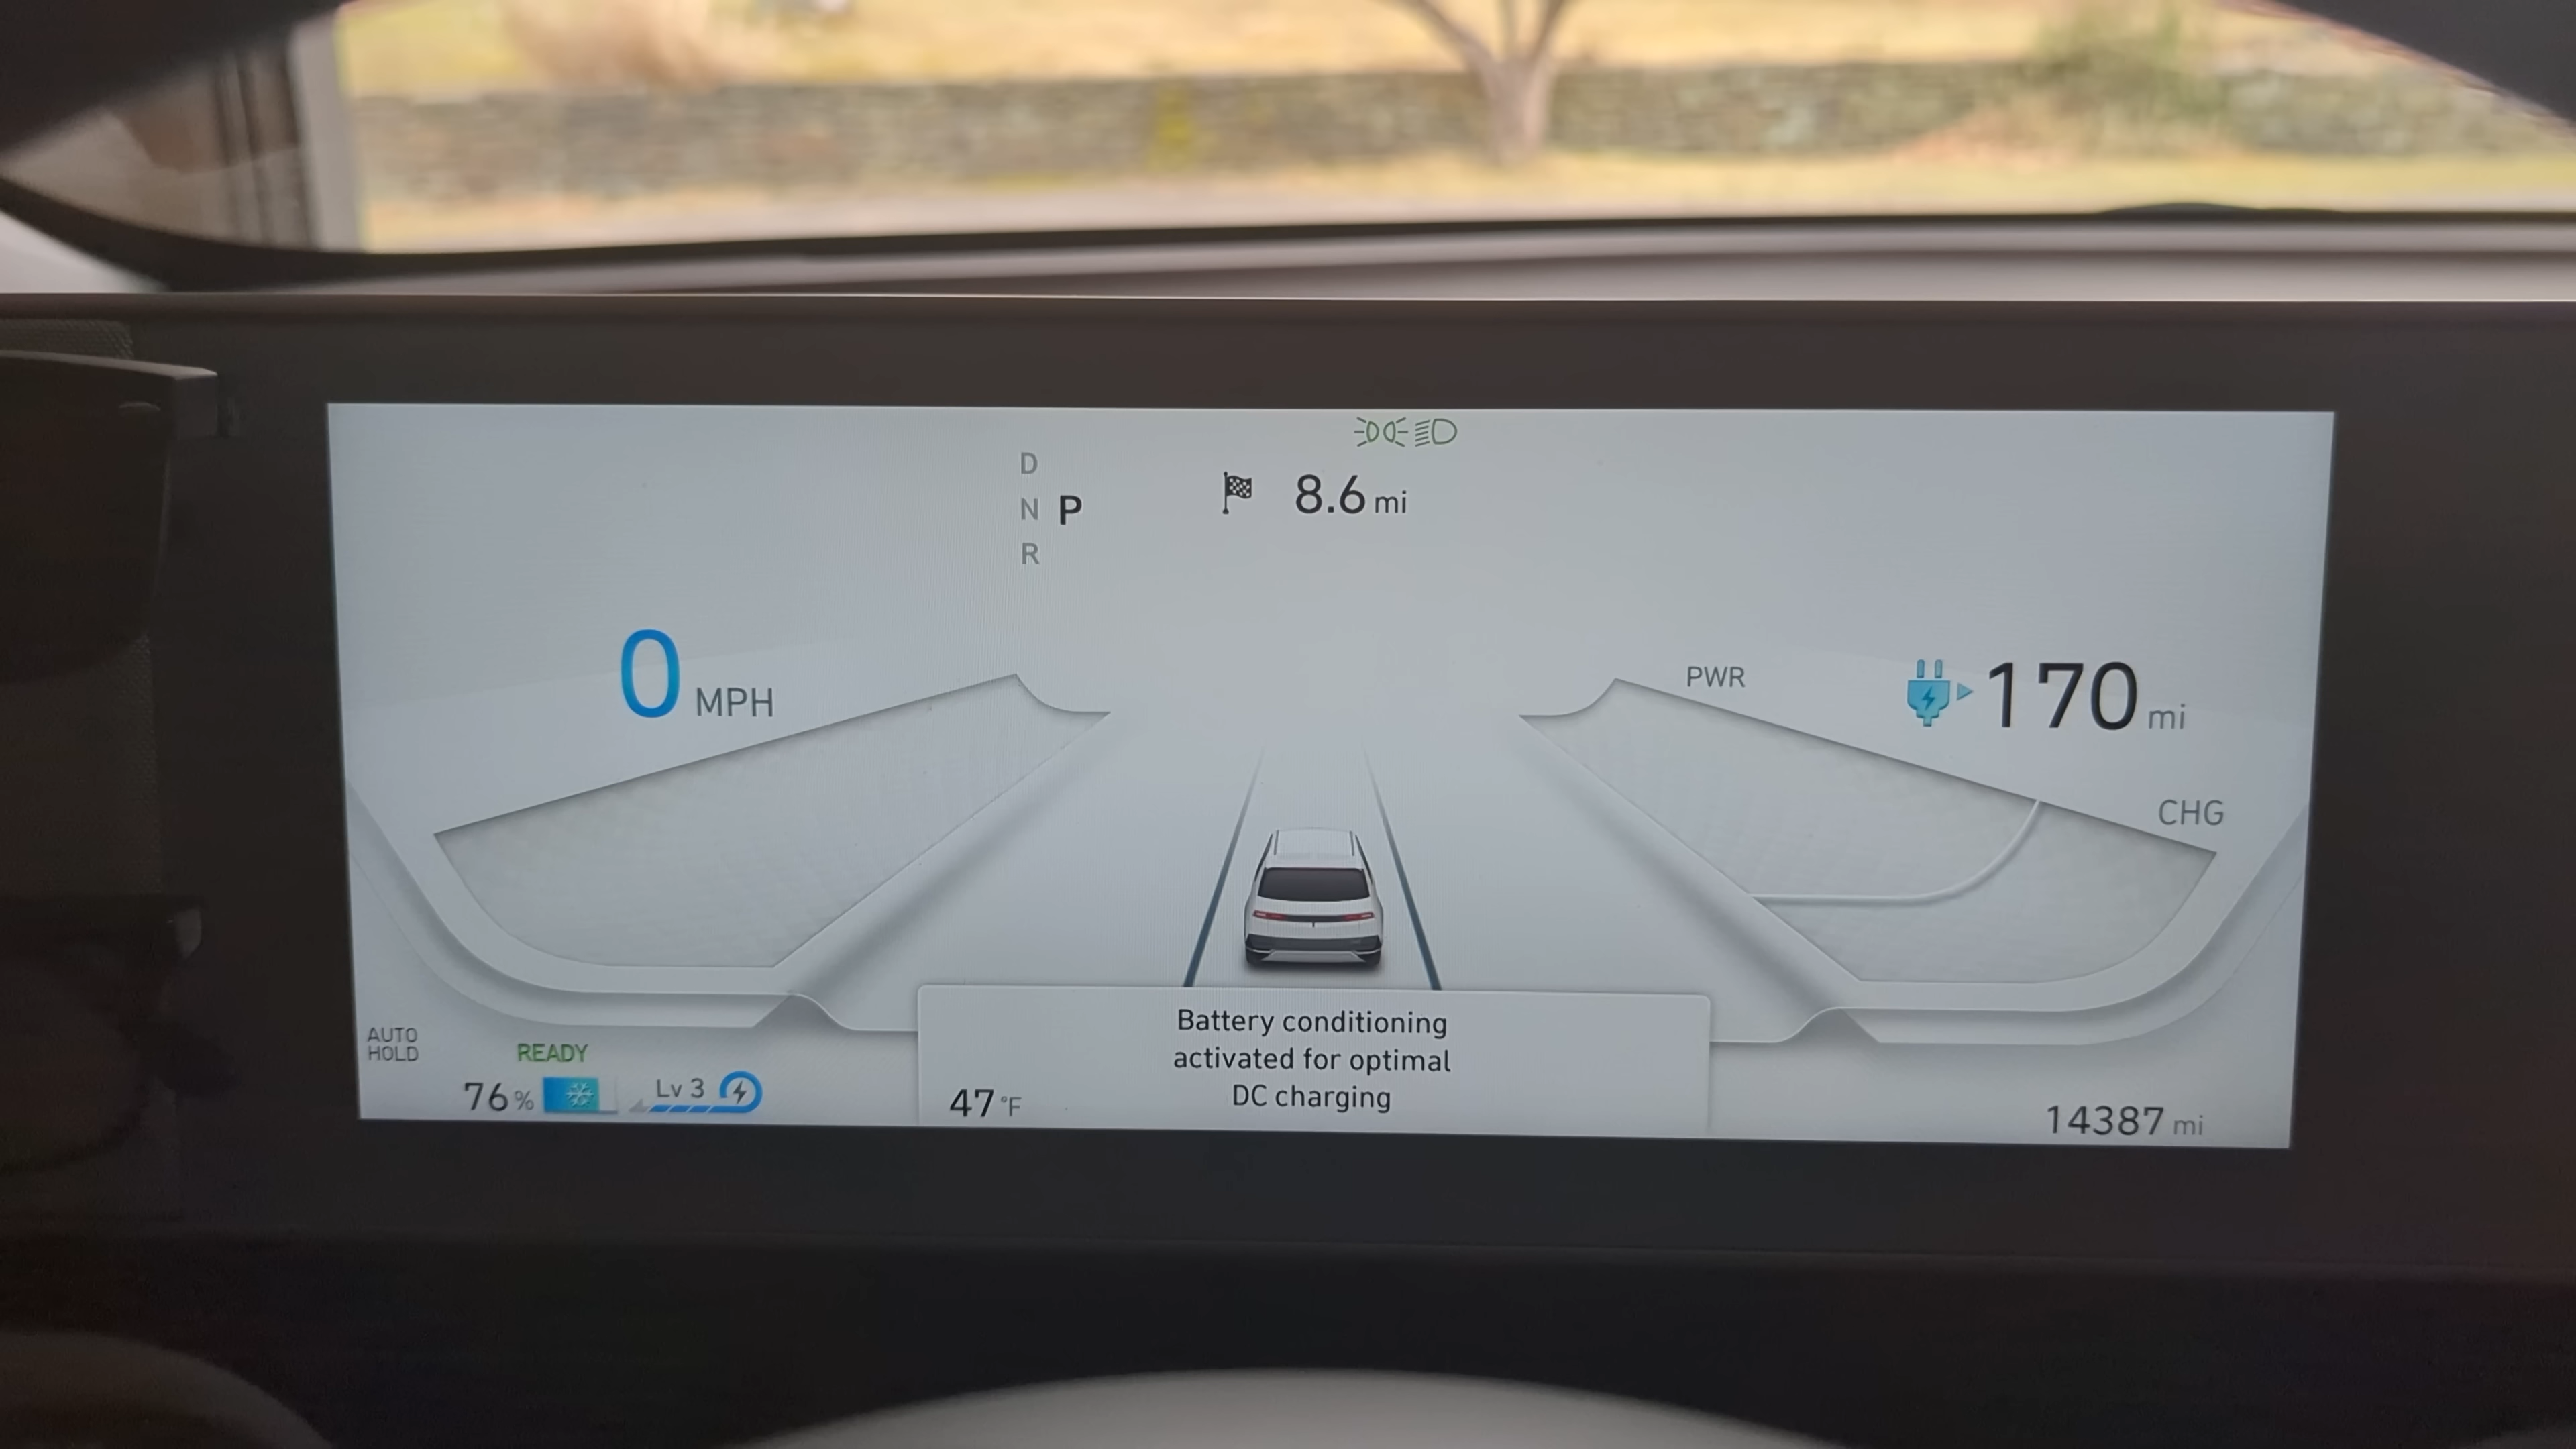 D
N P
R
8.6 mi
0 MPH
PWR
170 mi
CHG
AUTO
HOLD
READY
76 %
Lv 3
47 °F
Battery conditioning
activated for optimal
DC charging
14387 mi